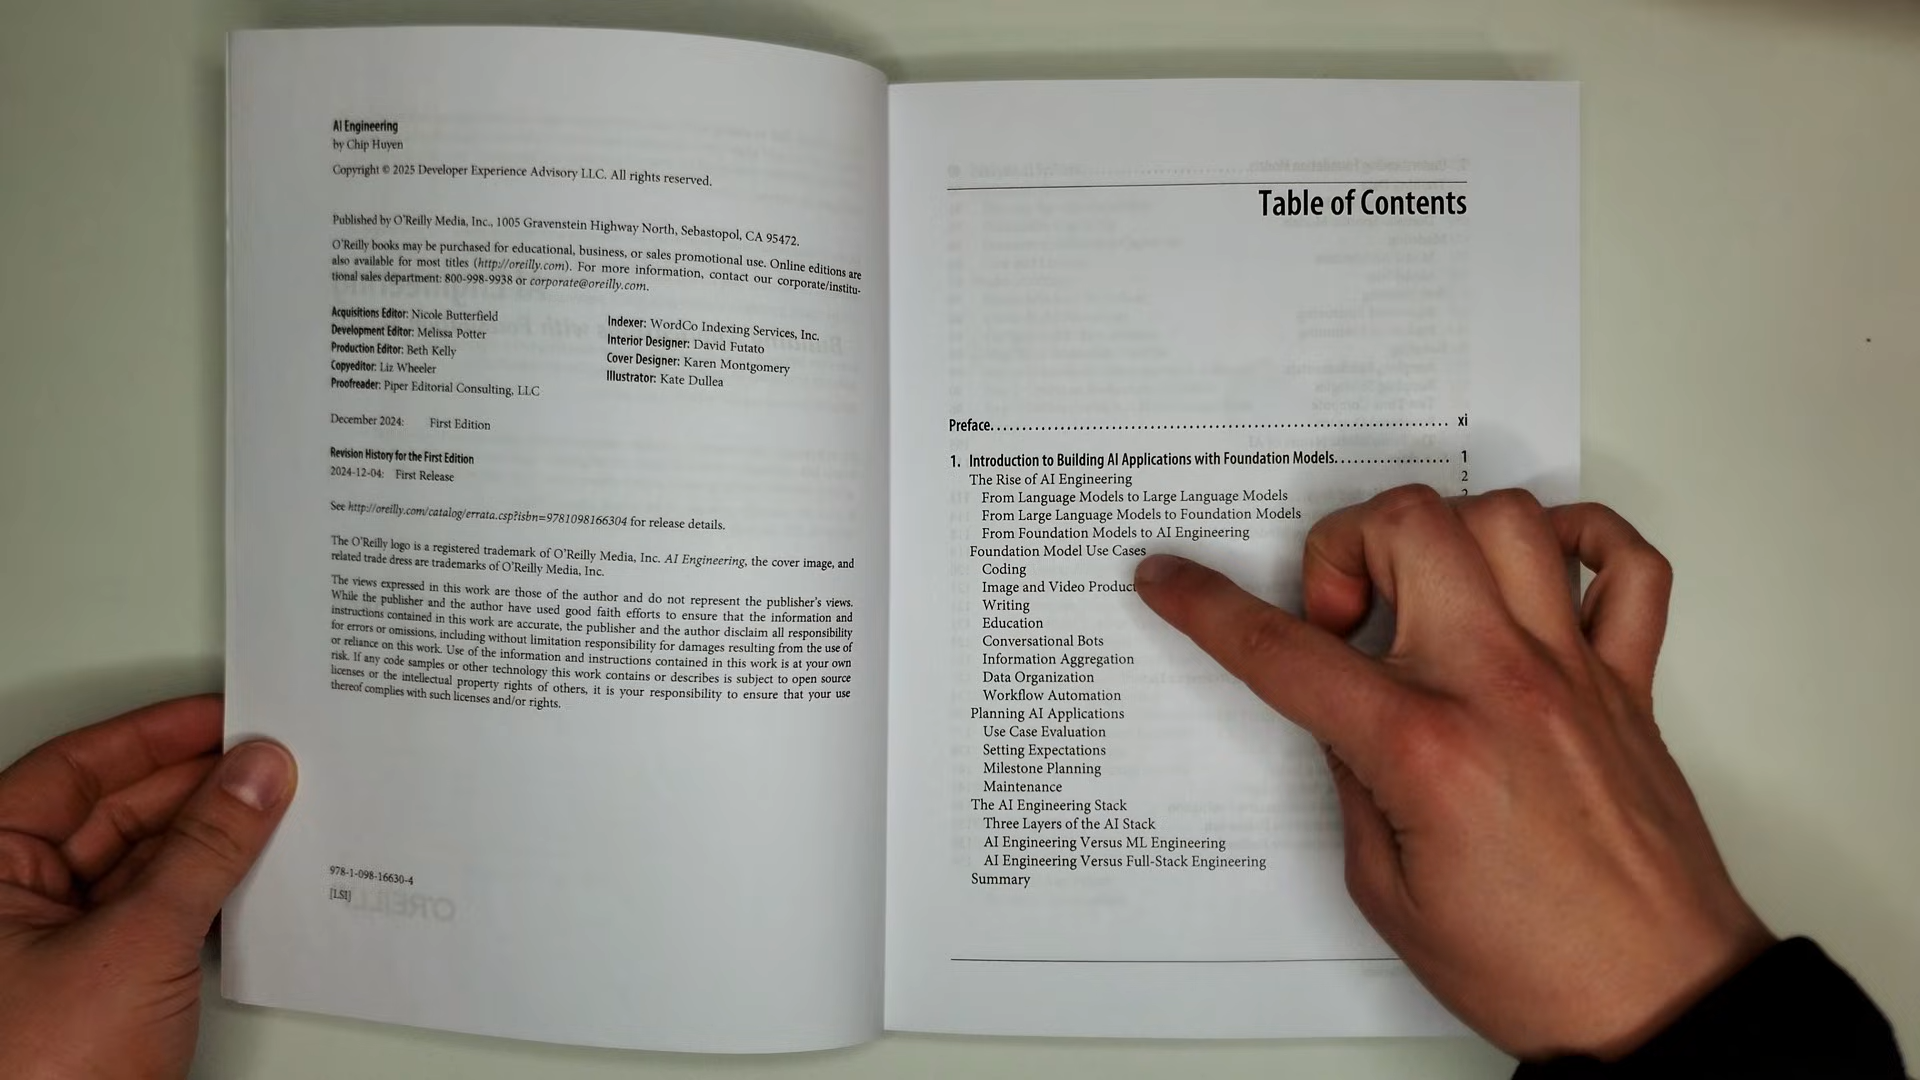 AI Engineering
by Chip Huyen
Copyright © 2025 Developer Experience Advisory LLC. All rights reserved.
Published by O'Reilly Media, Inc., 1005 Gravenstein Highway North, Sebastopol, CA 95472.
O'Reilly books may be purchased for educational, business, or sales promotional use. Online editions are
also available for most titles (http://oreilly.com). For more information, contact our corporate/institu-
tional sales department: 800-998-9938 or corporate@oreilly.com.
Acquisitions Editor: Nicole Butterfield
Development Editor: Melissa Potter
Production Editor: Beth Kelly
Copyeditor: Liz Wheeler
Proofreader: Piper Editorial Consulting, LLC
Indexer: WordCo Indexing Services, Inc.
Interior Designer: David Futato
Cover Designer: Karen Montgomery
Illustrator: Kate Dullea
December 2024: First Edition
Revision History for the First Edition
2024-12-04: First Release
See http://oreilly.com/catalog/errata.csp?isbn=9781098166304 for release details.
The O'Reilly logo is a registered trademark of O'Reilly Media, Inc. AI Engineering, the cover image, and
related trade dress are trademarks of O'Reilly Media, Inc.
The views expressed in this work are those of the author and do not represent the publisher's views.
While the publisher and the author have used good faith efforts to ensure that the information and
instructions contained in this work are accurate, the publisher and the author disclaim all responsibility
for errors or omissions, including without limitation responsibility for damages resulting from the use of
or reliance on this work. Use of the information and instructions contained in this work is at your own
risk. If any code samples or other technology this work contains or describes is subject to open source
licenses or the intellectual property rights of others, it is your responsibility to ensure that your use
thereof complies with such licenses and/or rights.
978-1-098-16630-4
[LSI]
Table of Contents
Preface. . . . . . . . . . . . . . . . . . . . . . . . . . . . . . . . . . . . . . . . xi
1. Introduction to Building AI Applications with Foundation Models. . . . . . . . . . . . . . . . . . 1
The Rise of AI Engineering 2
From Language Models to Large Language Models
From Large Language Models to Foundation Models
From Foundation Models to AI Engineering
Foundation Model Use Cases
Coding
Image and Video
Writing
Education
Conversational Bots
Information Aggregation
Data Organization
Workflow Automation
Planning AI Applications
Use Case Evaluation
Setting Expectations
Milestone Planning
Maintenance
The AI Engineering Stack
Three Layers of the AI Stack
AI Engineering Versus ML Engineering
AI Engineering Versus Full-Stack Engineering
Summary